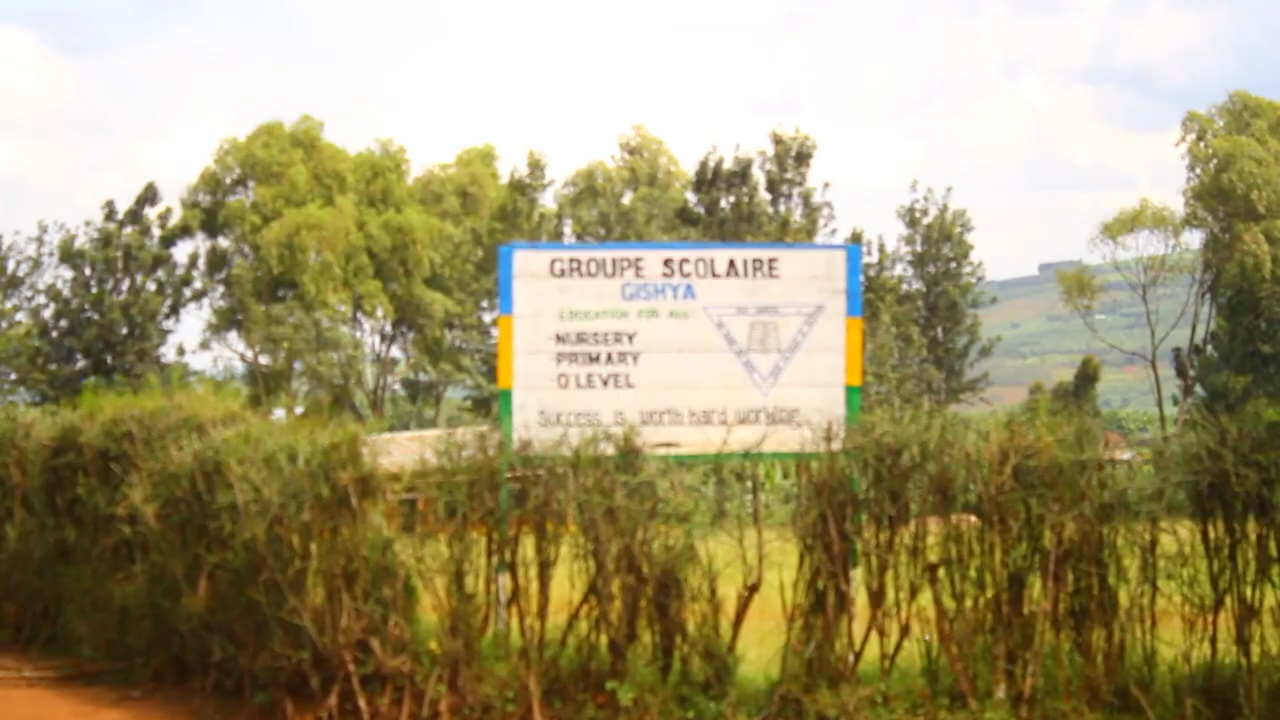 GROUPE SCOLAIRE
GISHYA
EDUCATION FOR ALL
-NURSERY
-PRIMARY
-O'LEVEL
Success is worth hard working.